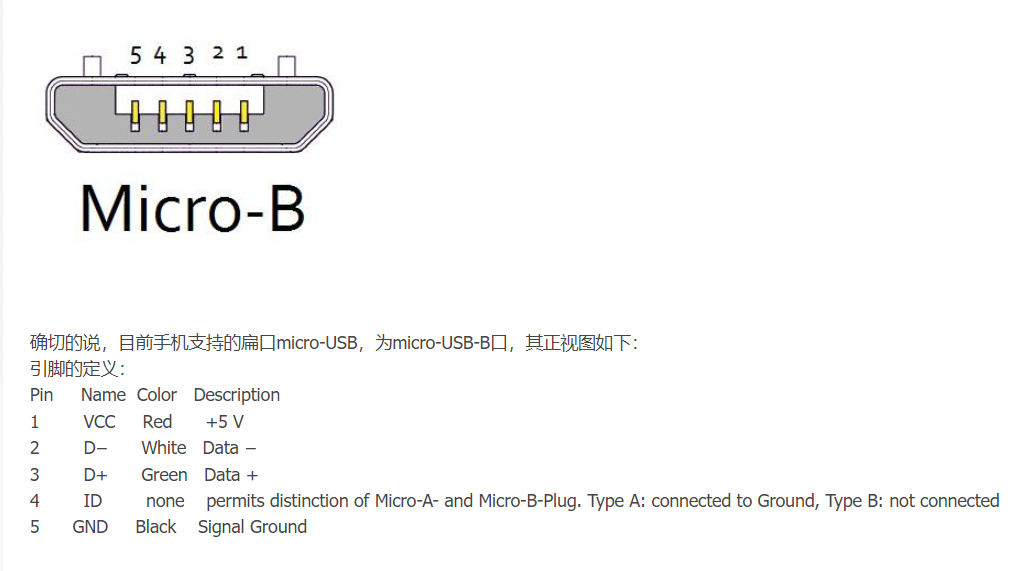 5 4 3 2 1
Micro-B
确切的说，目前手机支持的扁口micro-USB，为micro-USB-B口，其正视图如下：
引脚的定义：
Pin Name Color Description
1 VCC Red +5 V
2 D− White Data −
3 D+ Green Data +
4 ID none permits distinction of Micro-A- and Micro-B-Plug. Type A: connected to Ground, Type B: not connected
5 GND Black Signal Ground